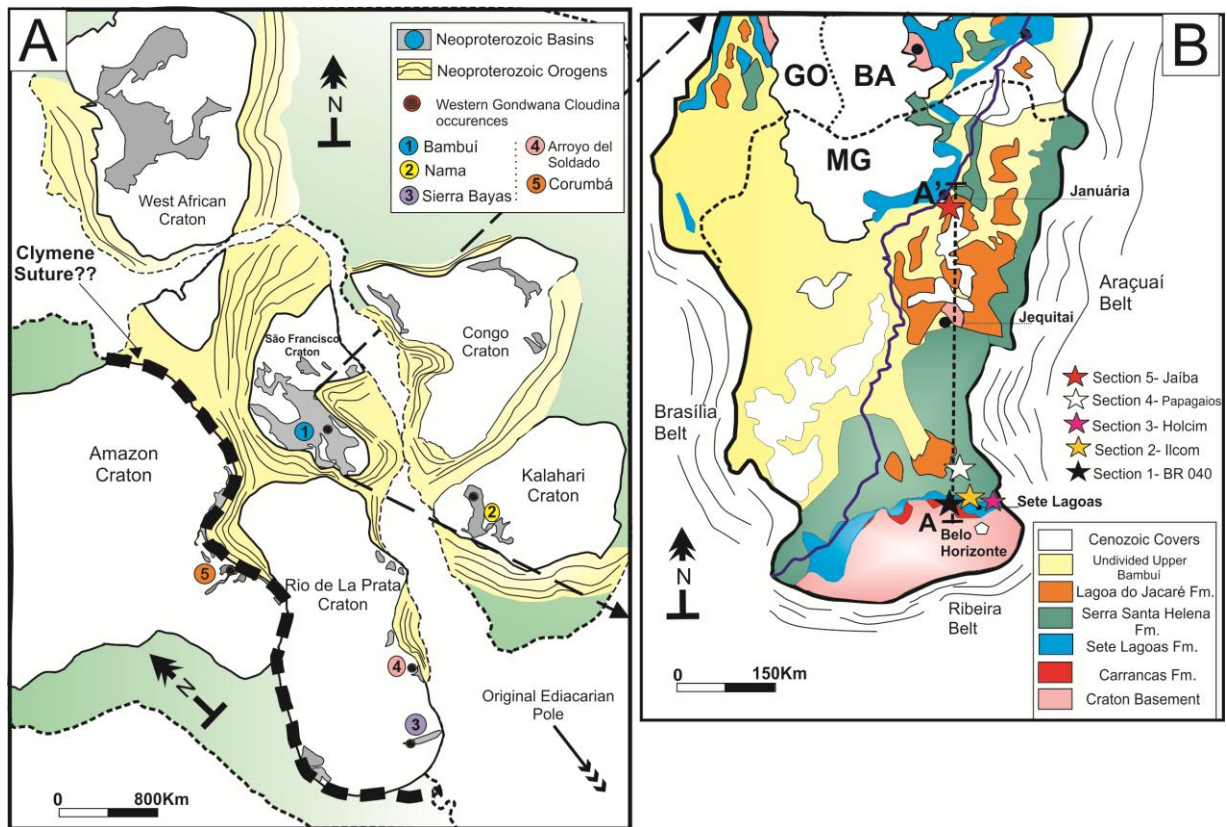 A
Neoproterozoic Basins
Neoproterozoic Orogens
Western Gondwana Cloudina
occurences
1 Bambuí
2 Nama
3 Sierra Bayas
4 Arroyo del
Soldado
5 Corumbá
N
West African
Craton
Clymene
Suture??
São Francisco
Craton
Congo
Craton
1
Amazon
Craton
Kalahari
Craton
2
5
Rio de La Prata
Craton
4
N
3
Original Ediacarian
Pole
0 800Km
B
GO
BA
MG
A'
Januária
Araçuaí
Belt
Jequitai
Brasília
Belt
Section 5- Jaíba
Section 4- Papagaios
Section 3- Holcim
Section 2- Ilcom
Section 1- BR 040
Sete Lagoas
A
Belo
Horizonte
N
Ribeira
Belt
0 150Km
Cenozoic Covers
Undivided Upper
Bambuí
Lagoa do Jacaré Fm.
Serra Santa Helena
Fm.
Sete Lagoas Fm.
Carrancas Fm.
Craton Basement